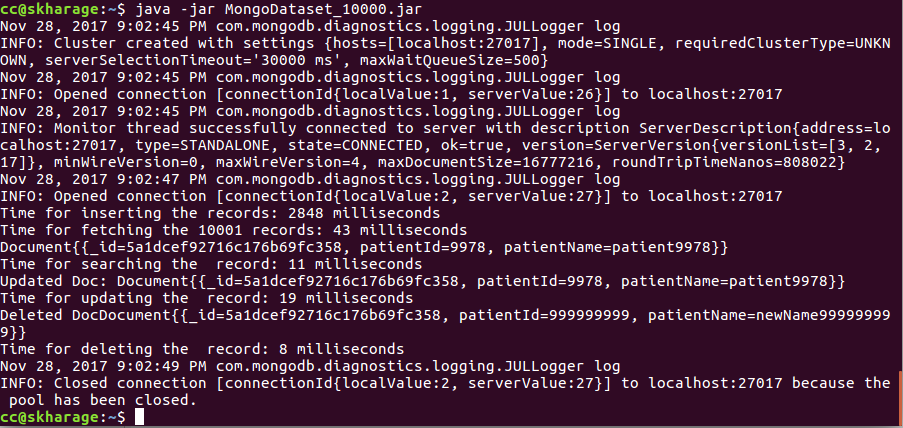 cc@skharage:~$ java -jar MongoDataset_10000.jar
Nov 28, 2017 9:02:45 PM com.mongodb.diagnostics.logging.JULLogger log
INFO: Cluster created with settings {hosts=[localhost:27017], mode=SINGLE, requiredClusterType=UNKN
OWN, serverSelectionTimeout='30000 ms', maxWaitQueueSize=500}
Nov 28, 2017 9:02:45 PM com.mongodb.diagnostics.logging.JULLogger log
INFO: Opened connection [connectionId{localValue:1, serverValue:26}] to localhost:27017
Nov 28, 2017 9:02:45 PM com.mongodb.diagnostics.logging.JULLogger log
INFO: Monitor thread successfully connected to server with description ServerDescription{address=lo
calhost:27017, type=STANDALONE, state=CONNECTED, ok=true, version=ServerVersion{versionList=[3, 2, 
17]}, minWireVersion=0, maxWireVersion=4, maxDocumentSize=16777216, roundTripTimeNanos=808022}
Nov 28, 2017 9:02:47 PM com.mongodb.diagnostics.logging.JULLogger log
INFO: Opened connection [connectionId{localValue:2, serverValue:27}] to localhost:27017
Time for inserting the records: 2848 milliseconds
Time for fetching the 10001 records: 43 milliseconds
Document{{_id=5a1dcef92716c176b69fc358, patientId=9978, patientName=patient9978}}
Time for searching the  record: 11 milliseconds
Updated Doc: Document{{_id=5a1dcef92716c176b69fc358, patientId=9978, patientName=patient9978}}
Time for updating the  record: 19 milliseconds
Deleted DocDocument{{_id=5a1dcef92716c176b69fc358, patientId=999999999, patientName=newName99999999
9}}
Time for deleting the  record: 8 milliseconds
Nov 28, 2017 9:02:49 PM com.mongodb.diagnostics.logging.JULLogger log
INFO: Closed connection [connectionId{localValue:2, serverValue:27}] to localhost:27017 because the
 pool has been closed.
cc@skharage:~$